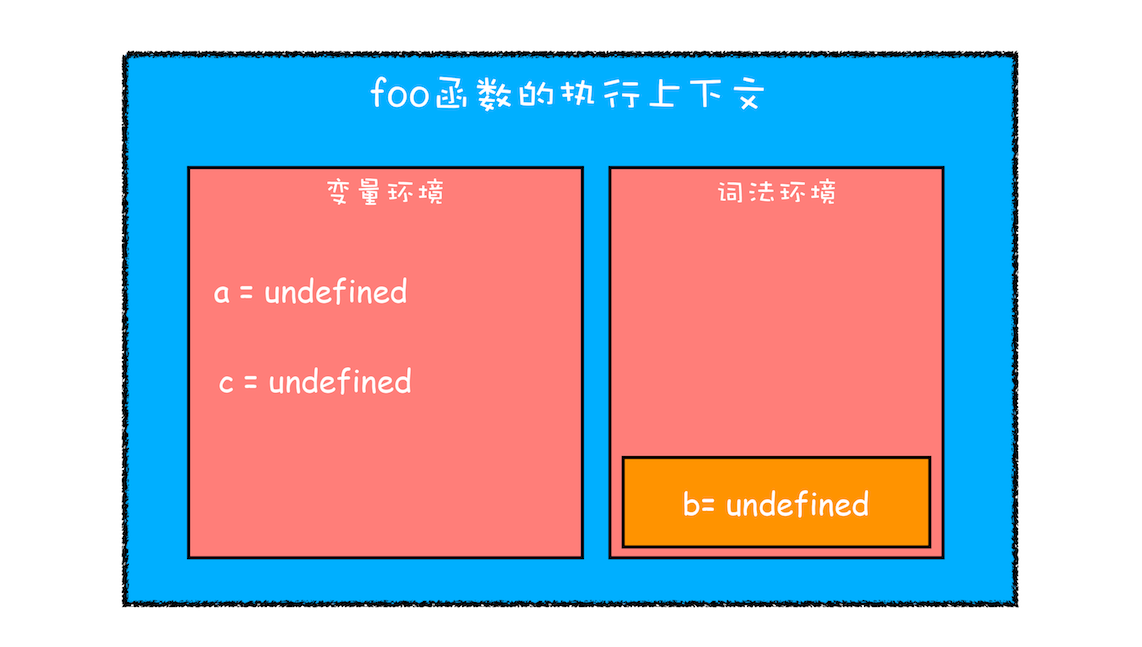 foo函数的执行上下文
变量环境
a = undefined
c = undefined
词法环境
b= undefined